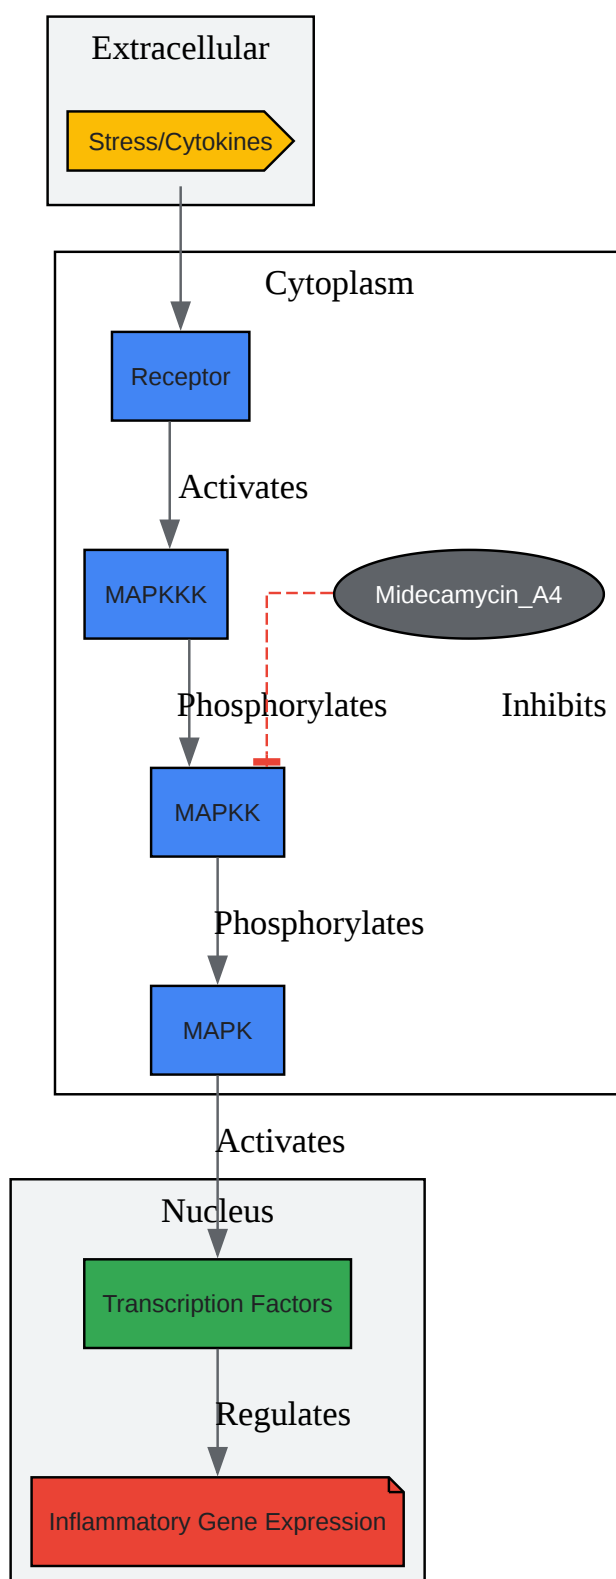 Extracellular
Stress/Cytokines
Cytoplasm
Receptor
Activates
MAPKKK
Midecamycin_A4
Phosphorylates
Inhibits
MAPKK
Phosphorylates
MAPK
Activates
Nucleus
Transcription Factors
Regulates
Inflammatory Gene Expression